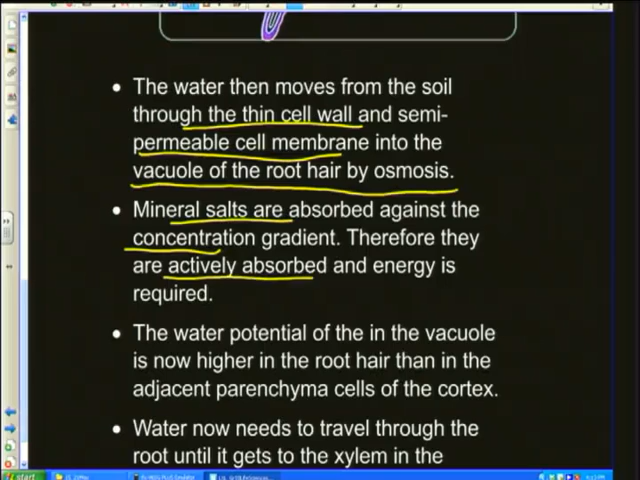 The water then moves from the soil
through the thin cell wall and semi-
permeable cell membrane into the
vacuole of the root hair by osmosis.
Mineral salts are absorbed against the
concentration gradient. Therefore they
are actively absorbed and energy is
required.
The water potential of the in the vacuole
is now higher in the root hair than in the
adjacent parenchyma cells of the cortex.
Water now needs to travel through the
root until it gets to the xylem in the
start